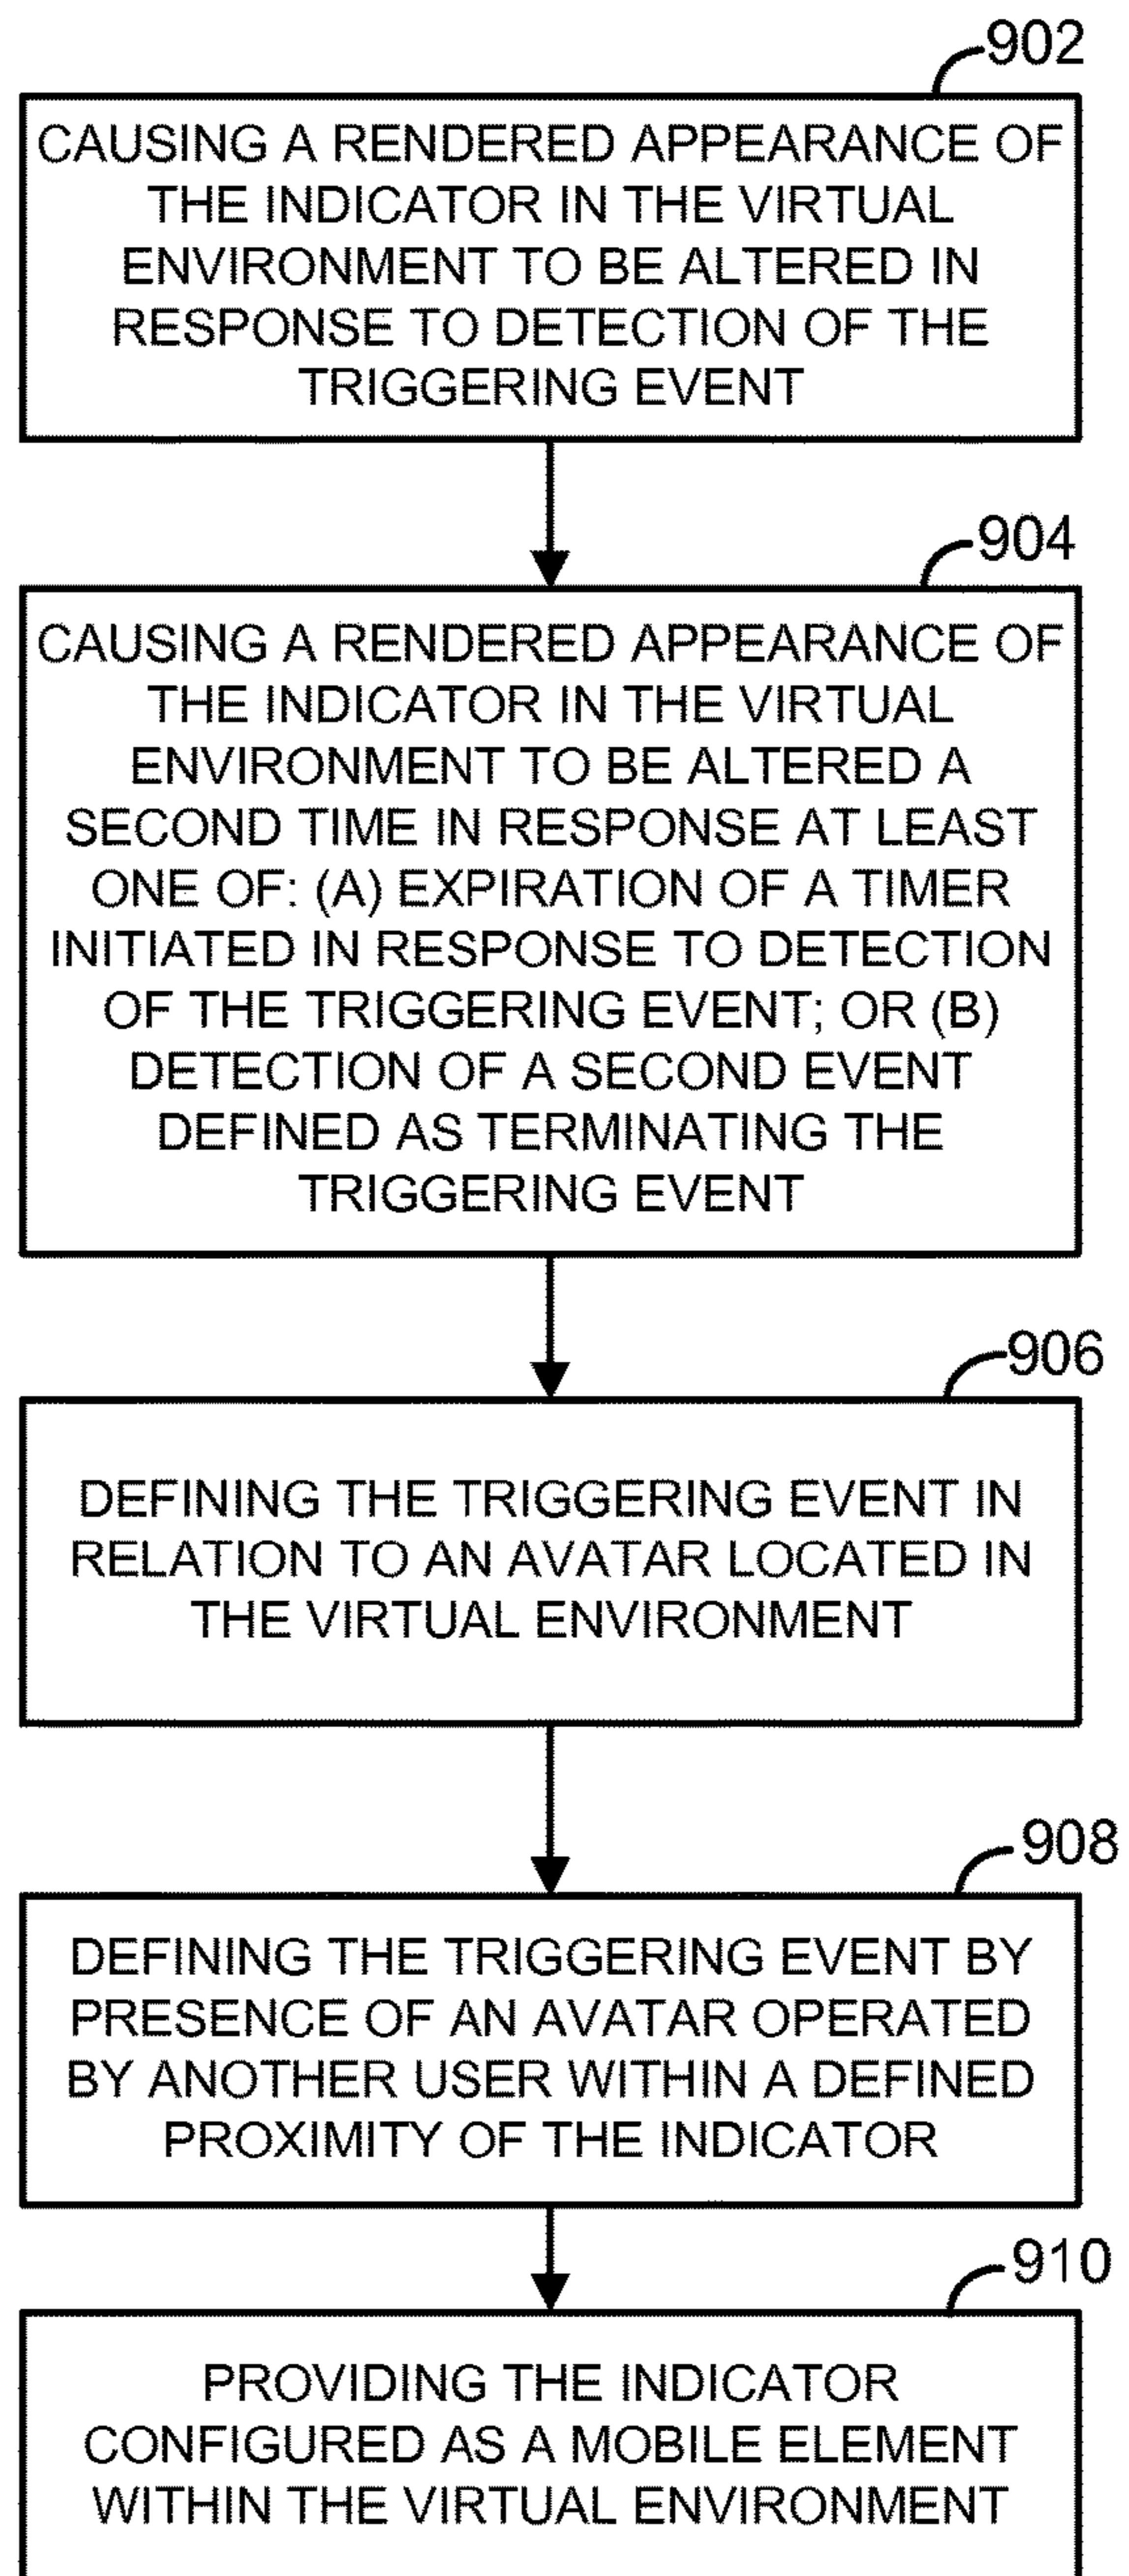 902
CAUSING A RENDERED APPEARANCE OF
THE INDICATOR IN THE VIRTUAL
ENVIRONMENT TO BE ALTERED IN
RESPONSE TO DETECTION OF THE
TRIGGERING EVENT
904
CAUSING A RENDERED APPEARANCE OF
THE INDICATOR IN THE VIRTUAL
ENVIRONMENT TO BE ALTERED A
SECOND TIME IN RESPONSE AT LEAST
ONE OF: (A) EXPIRATION OF A TIMER
INITIATED IN RESPONSE TO DETECTION
OF THE TRIGGERING EVENT; OR (B)
DETECTION OF A SECOND EVENT
DEFINED AS TERMINATING THE
TRIGGERING EVENT
906
DEFINING THE TRIGGERING EVENT IN
RELATION TO AN AVATAR LOCATED IN
THE VIRTUAL ENVIRONMENT
908
DEFINING THE TRIGGERING EVENT BY
PRESENCE OF AN AVATAR OPERATED
BY ANOTHER USER WITHIN A DEFINED
PROXIMITY OF THE INDICATOR
910
PROVIDING THE INDICATOR
CONFIGURED AS A MOBILE ELEMENT
WITHIN THE VIRTUAL ENVIRONMENT